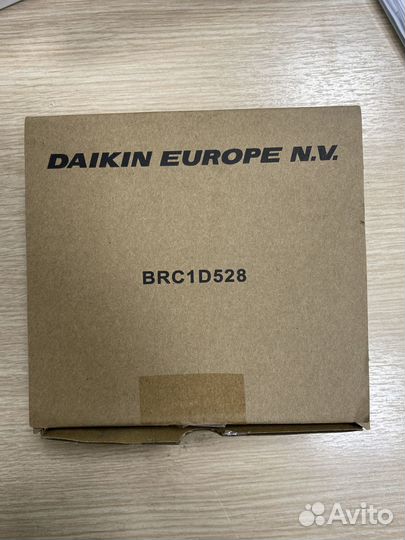 DAIKIN EUROPE N.V.
BRC1D528
Avito